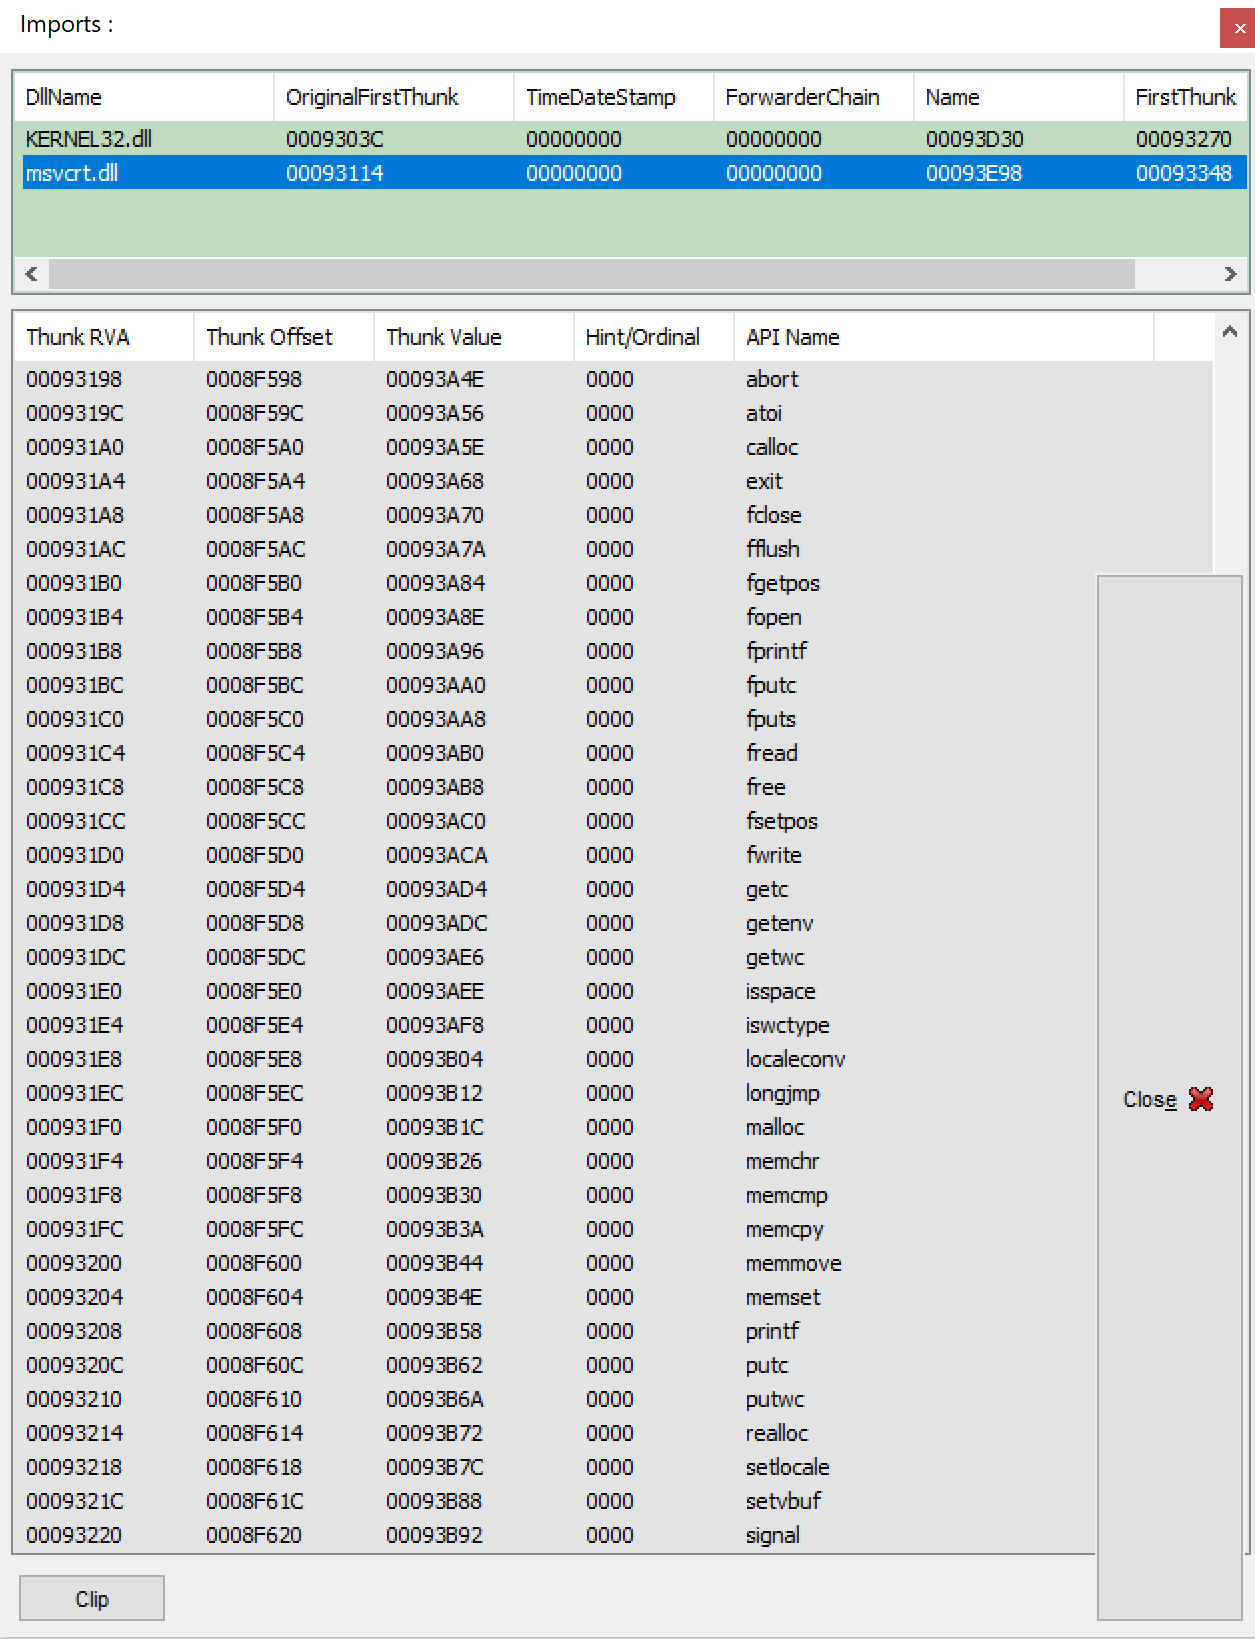 Imports :
DllName OriginalFirstThunk TimeDateStamp ForwarderChain Name FirstThunk
KERNEL32.dll 0009303C 00000000 00000000 00093D30 00093270
msvcrt.dll 00093114 00000000 00000000 00093E98 00093348
Thunk RVA Thunk Offset Thunk Value Hint/Ordinal API Name
00093198 0008F598 00093A4E 0000 abort
0009319C 0008F59C 00093A56 0000 atoi
000931A0 0008F5A0 00093A5E 0000 calloc
000931A4 0008F5A4 00093A68 0000 exit
000931A8 0008F5A8 00093A70 0000 fclose
000931AC 0008F5AC 00093A7A 0000 fflush
000931B0 0008F5B0 00093A84 0000 fgetpos
000931B4 0008F5B4 00093A8E 0000 fopen
000931B8 0008F5B8 00093A96 0000 fprintf
000931BC 0008F5BC 00093AA0 0000 fputc
000931C0 0008F5C0 00093AA8 0000 fputs
000931C4 0008F5C4 00093AB0 0000 fread
000931C8 0008F5C8 00093AB8 0000 free
000931CC 0008F5CC 00093AC0 0000 fsetpos
000931D0 0008F5D0 00093ACA 0000 fwrite
000931D4 0008F5D4 00093AD4 0000 getc
000931D8 0008F5D8 00093ADC 0000 getenv
000931DC 0008F5DC 00093AE6 0000 getwc
000931E0 0008F5E0 00093AEE 0000 isspace
000931E4 0008F5E4 00093AF8 0000 iswctype
000931E8 0008F5E8 00093B04 0000 localeconv
000931EC 0008F5EC 00093B12 0000 longjmp
Close
000931F0 0008F5F0 00093B1C 0000 malloc
000931F4 0008F5F4 00093B26 0000 memchr
000931F8 0008F5F8 00093B30 0000 memcmp
000931FC 0008F5FC 00093B3A 0000 memcpy
00093200 0008F600 00093B44 0000 memmove
00093204 0008F604 00093B4E 0000 memset
00093208 0008F608 00093B58 0000 printf
0009320C 0008F60C 00093B62 0000 putc
00093210 0008F610 00093B6A 0000 putwc
00093214 0008F614 00093B72 0000 realloc
00093218 0008F618 00093B7C 0000 setlocale
0009321C 0008F61C 00093B88 0000 setvbuf
00093220 0008F620 00093B92 0000 signal
Clip